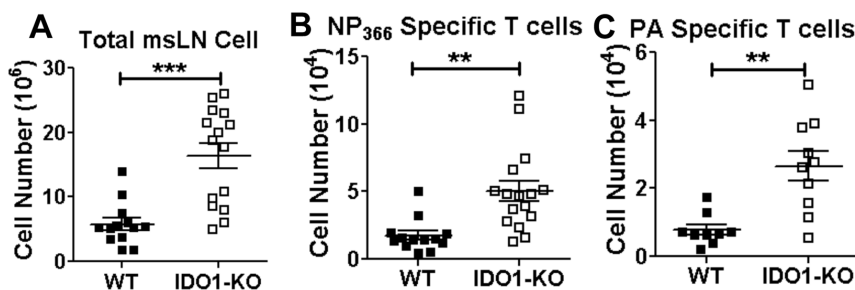 A Total msLN Cell
Cell Number (10⁶)
30
20
10
0
***
WT IDO1-KO
B NP₃₆₆ Specific T cells
Cell Number (10⁴)
15
10
5
0
**
WT IDO1-KO
C PA Specific T cells
Cell Number (10⁴)
6
4
2
0
**
WT IDO1-KO